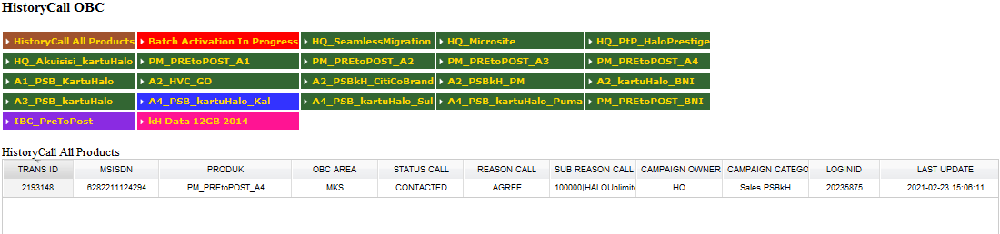 HistoryCall OBC
HistoryCall All Products Batch Activation In Progress HQ_SeamlessMigration HQ_Microsite HQ_PtP_HaloPrestige
HQ_Akuisisi_kartuHalo PM_PREtoPOST_A1 PM_PREtoPOST_A2 PM_PREtoPOST_A3 PM_PREtoPOST_A4
A1_PSB_KartuHalo A2_HVC_GO A2_PSBkH_CitiCoBrand A2_PSBkH_PM A2_kartuHalo_BNI
A3_PSB_kartuHalo A4_PSB_kartuHalo_Kal A4_PSB_kartuHalo_Sul A4_PSB_kartuHalo_Puma PM_PREtoPOST_BNI
IBC_PreToPost kH Data 12GB 2014
HistoryCall All Products
TRANS ID MSISDN PRODUK OBC AREA STATUS CALL REASON CALL SUB REASON CALL CAMPAIGN OWNER CAMPAIGN CATEGO LOGINID LAST UPDATE
2193148 6282211124294 PM_PREtoPOST_A4 MKS CONTACTED AGREE 100000|HALOUnlimite HQ Sales PSBkH 20235875 2021-02-23 15:06:11